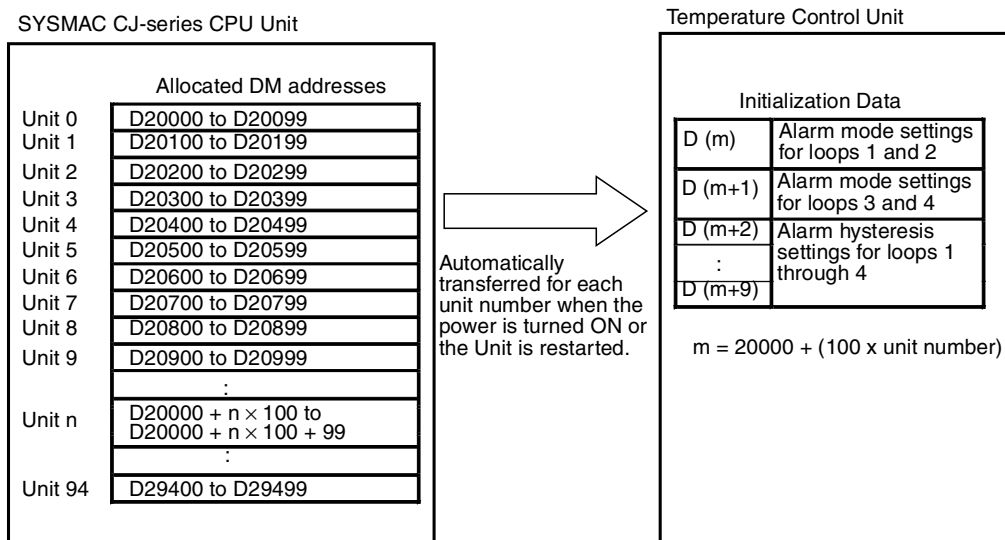 SYSMAC CJ-series CPU Unit
Allocated DM addresses
Unit 0 D20000 to D20099
Unit 1 D20100 to D20199
Unit 2 D20200 to D20299
Unit 3 D20300 to D20399
Unit 4 D20400 to D20499
Unit 5 D20500 to D20599
Unit 6 D20600 to D20699
Unit 7 D20700 to D20799
Unit 8 D20800 to D20899
Unit 9 D20900 to D20999
:
Unit n D20000 + n × 100 to
D20000 + n × 100 + 99
:
Unit 94 D29400 to D29499
Automatically
transferred for each
unit number when the
power is turned ON or
the Unit is restarted.
Temperature Control Unit
Initialization Data
D (m) Alarm mode settings
for loops 1 and 2
D (m+1) Alarm mode settings
for loops 3 and 4
D (m+2) Alarm hysteresis
settings for loops 1
: through 4
D (m+9)
m = 20000 + (100 x unit number)